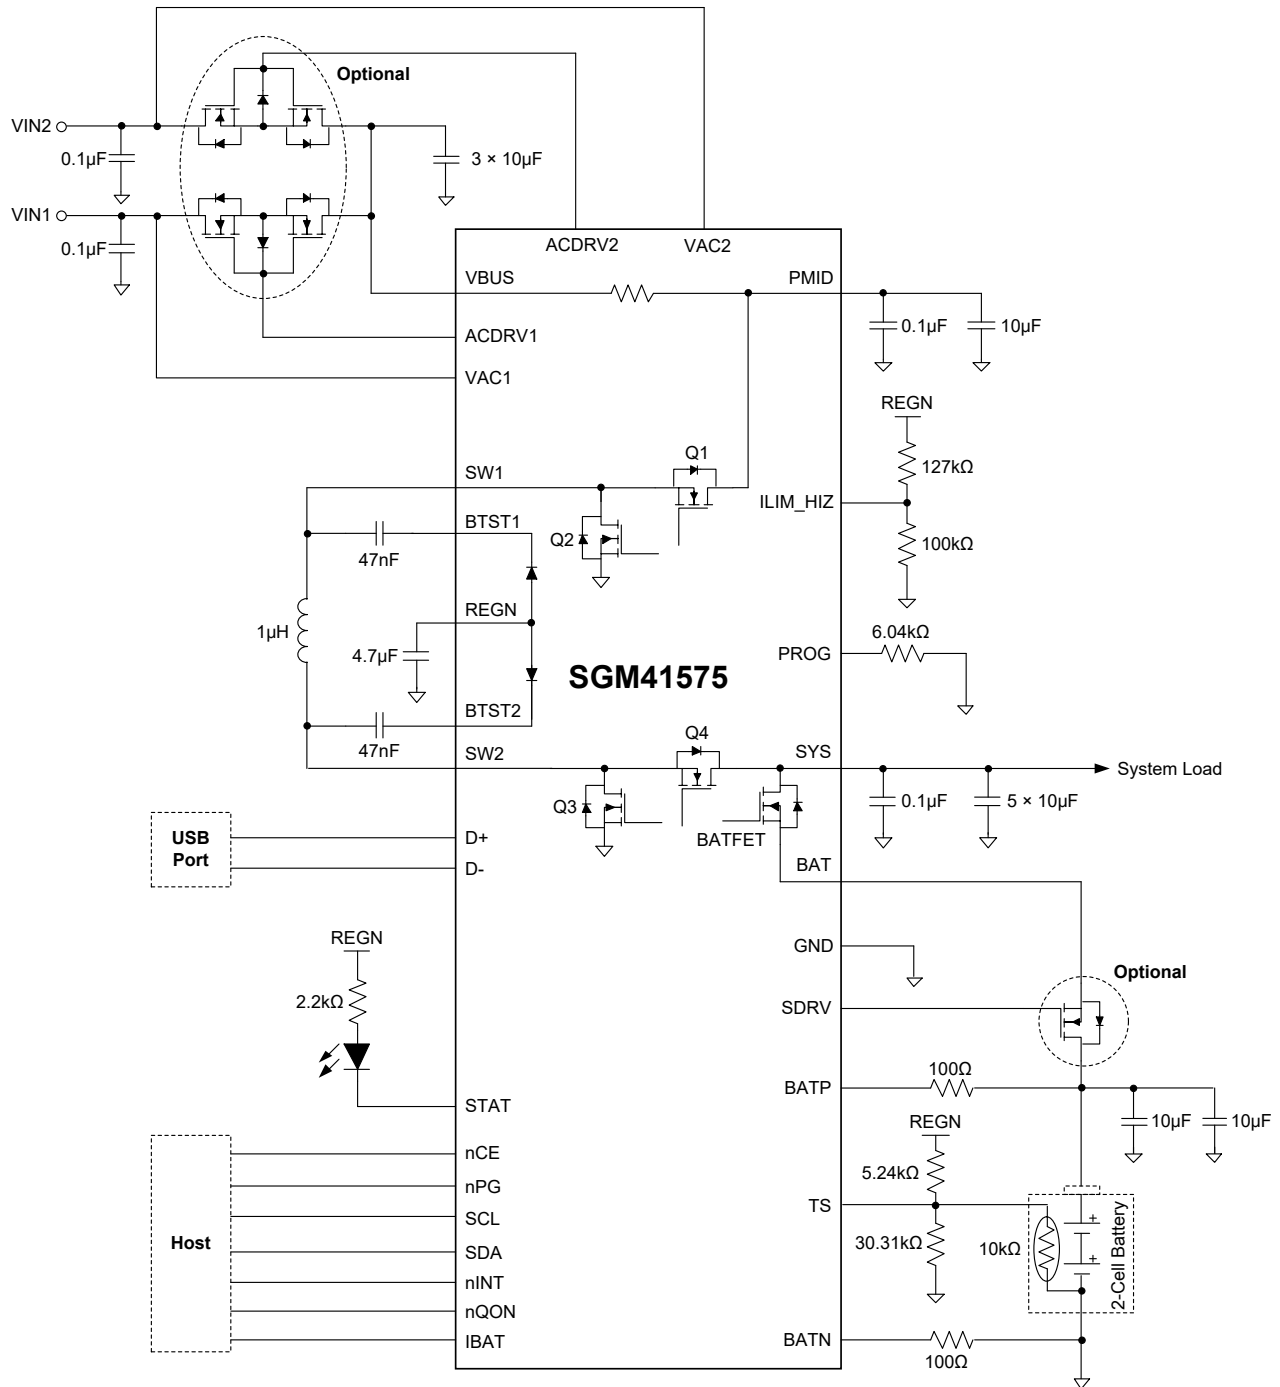 Optional
VIN2
0.1µF
3 × 10µF
VIN1
0.1µF
ACDRV2
VAC2
VBUS
PMID
ACDRV1
0.1µF
10µF
VAC1
REGN
127kΩ
Q1
SW1
ILIM_HIZ
BTST1
Q2
100kΩ
47nF
REGN
1µH
6.04kΩ
4.7µF
PROG
SGM41575
BTST2
Q4
47nF
SW2
SYS
System Load
Q3
0.1µF
5 × 10µF
USB
Port
D+
BATFET
D-
BAT
REGN
GND
Optional
2.2kΩ
SDRV
100Ω
BATP
STAT
REGN
10µF
10µF
nCE
5.24kΩ
nPG
TS
SCL
Host
30.31kΩ
10kΩ
+
+
2-Cell Battery
SDA
nINT
nQON
IBAT
BATN
100Ω